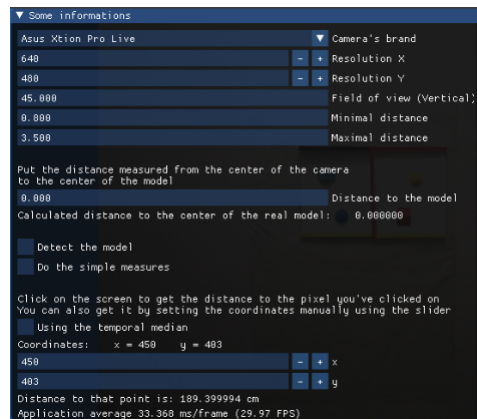 ▼ Some informations
Asus Xtion Pro Live ▼ Camera's brand
640 - + Resolution X
480 - + Resolution Y
45.000 Field of view (Vertical)
0.800 Minimal distance
3.500 Maximal distance
Put the distance measured from the center of the camera
to the center of the model
0.000 Distance to the model
Calculated distance to the center of the real model: 0.000000
Detect the model
Do the simple measures
Click on the screen to get the distance to the pixel you've clicked on
You can also get it by setting the coordinates manually using the slider
Using the temporal median
Coordinates: x = 450 y = 403
450 - + x
403 - + y
Distance to that point is: 189.399994 cm
Application average 33.368 ms/frame (29.97 FPS)